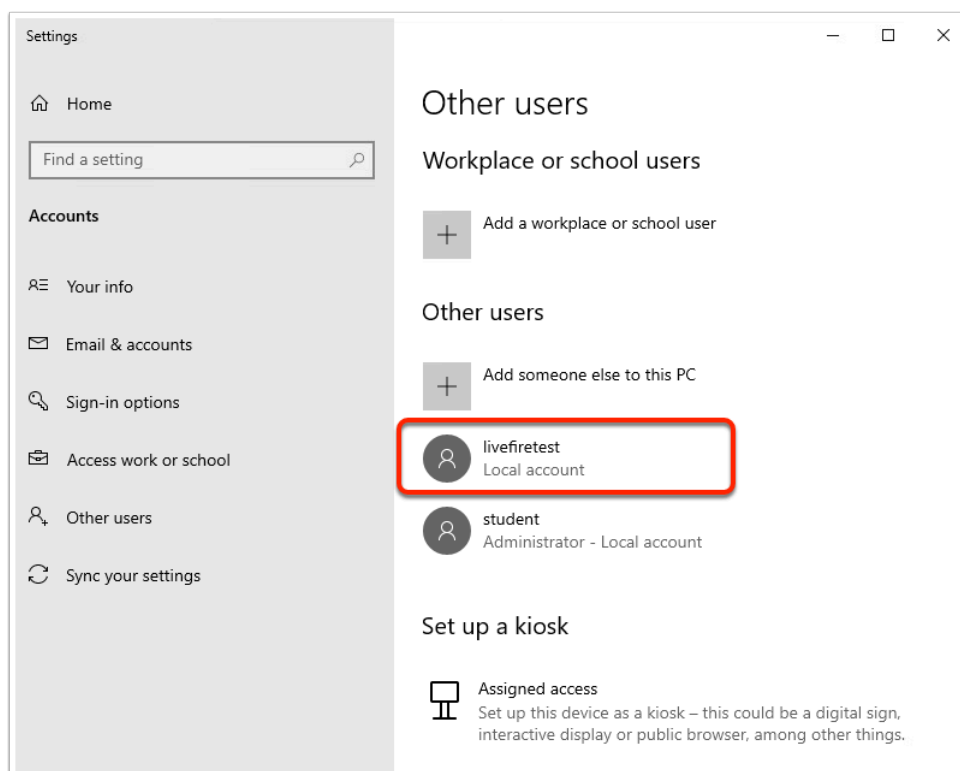 Settings
Home
Find a setting
Accounts
Your info
Email & accounts
Sign-in options
Access work or school
Other users
Sync your settings
Other users
Workplace or school users
Add a workplace or school user
Other users
Add someone else to this PC
livefiretest
Local account
student
Administrator - Local account
Set up a kiosk
Assigned access
Set up this device as a kiosk – this could be a digital sign,
interactive display or public browser, among other things.